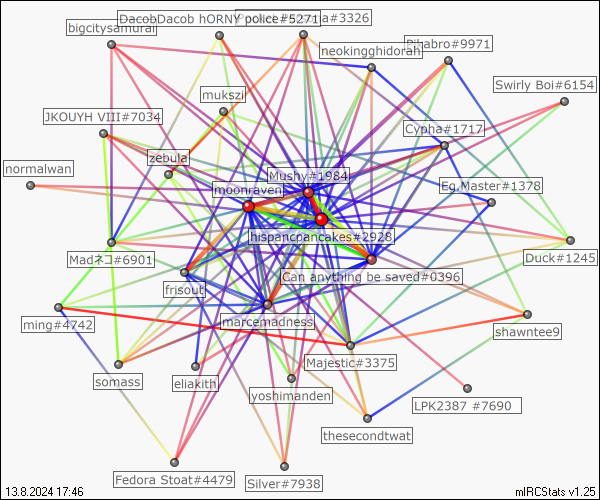 DacobDacob hORNY police#5271
#3326
bigcitysamurai
neokingghidorah
Pikabro#9971
Swirly Boi#6154
mukszi
JKOUYH VIII#7034
Cypha#1717
zebula
normalwan
Mushy#1984
moonraven
Eg.Master#1378
hispancpancakes#2928
Madネコ#6901
Duck#1245
Can anything be saved#0396
frisout
ming#4742
marcemadness
shawntee9
Majestic#3375
somass
eliakith
yoshimanden
LPK2387 #7690
thesecondtwat
Fedora Stoat#4479
Silver#7938
13.8.2024 17:46
mIRCStats v1.25